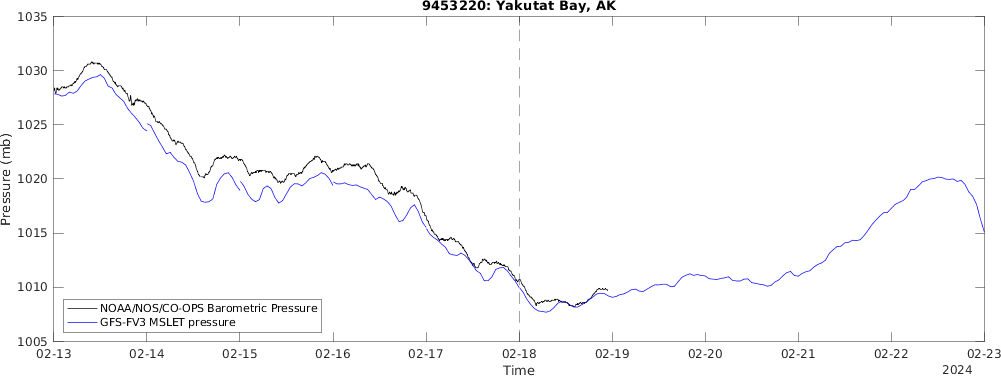 9453220: Yakutat Bay, AK
1035
1030
1025
1020
1015
1010
1005
Pressure (mb)
NOAA/NOS/CO-OPS Barometric Pressure
GFS-FV3 MSLET pressure
02-13 02-14 02-15 02-16 02-17 02-18 02-19 02-20 02-21 02-22 02-23
Time
2024